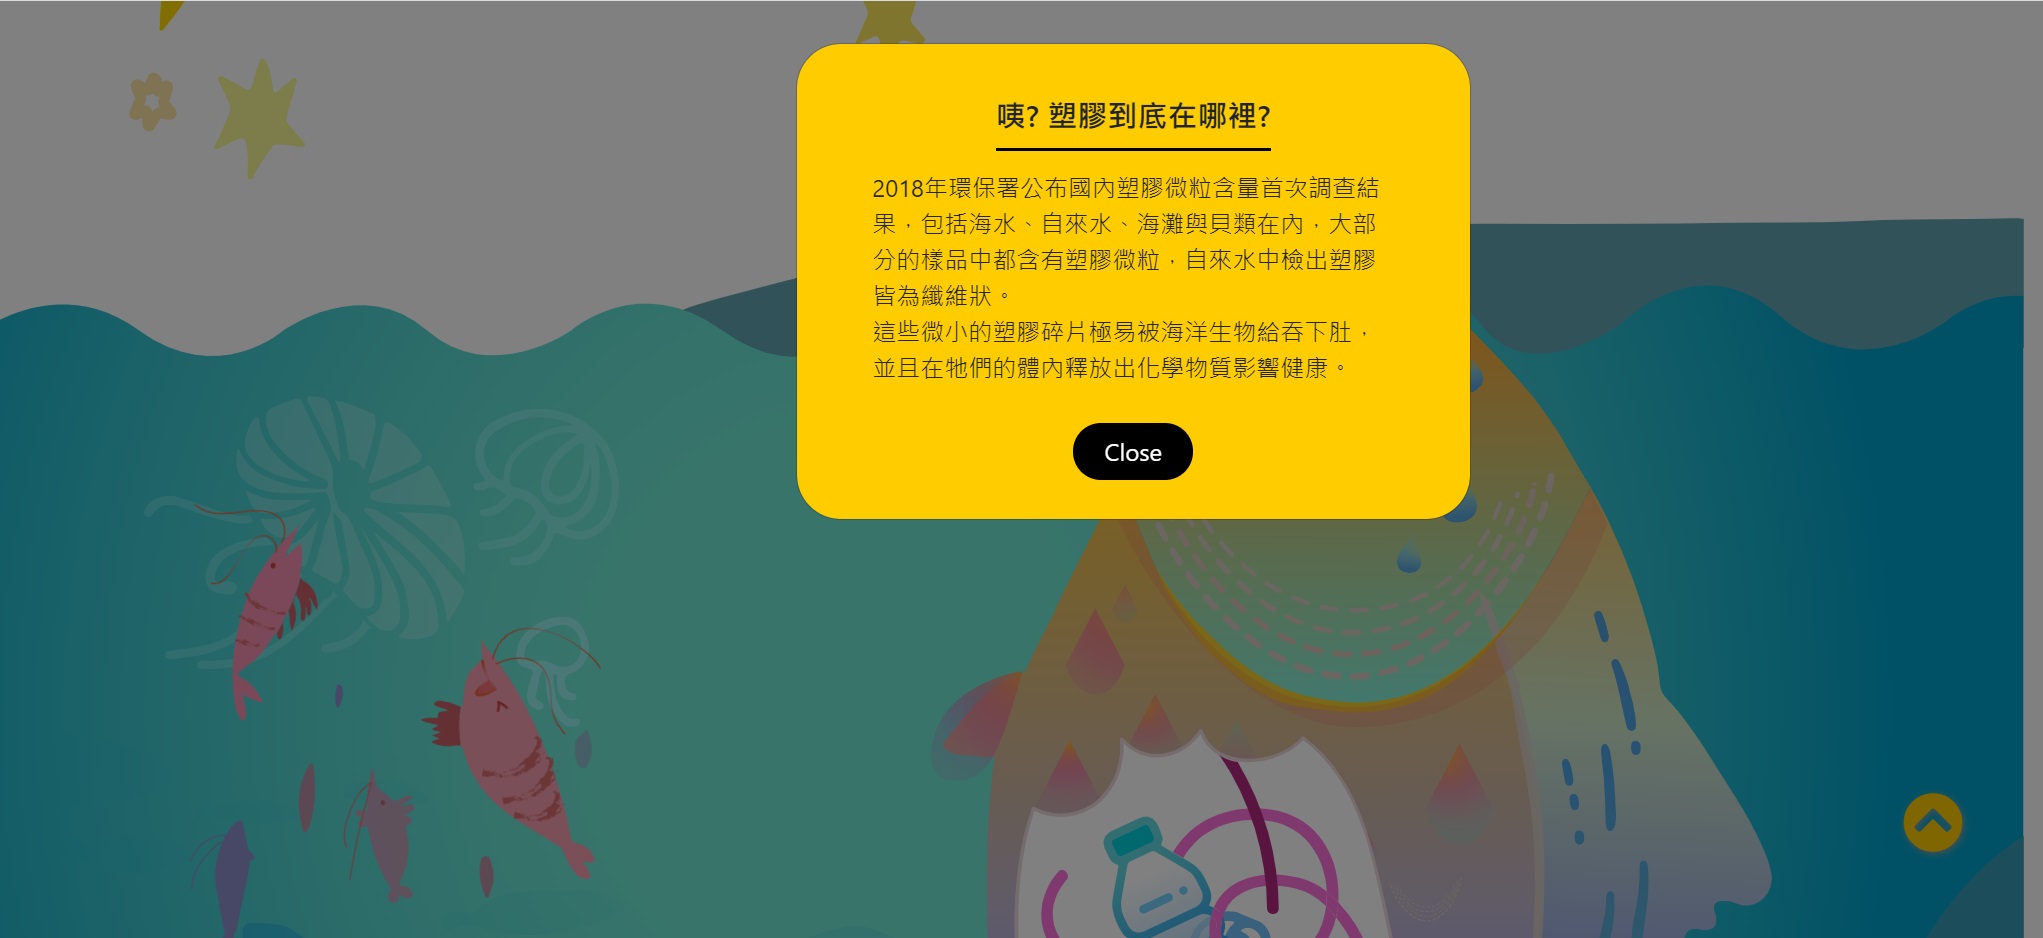 咦? 塑膠到底在哪裡?
2018年環保署公布國內塑膠微粒含量首次調查結
果，包括海水、自來水、海灘與貝類在內，大部
分的樣品中都含有塑膠微粒，自來水中檢出塑膠
皆為纖維狀。
這些微小的塑膠碎片極易被海洋生物給吞下肚，
並且在牠們的體內釋放出化學物質影響健康。
Close